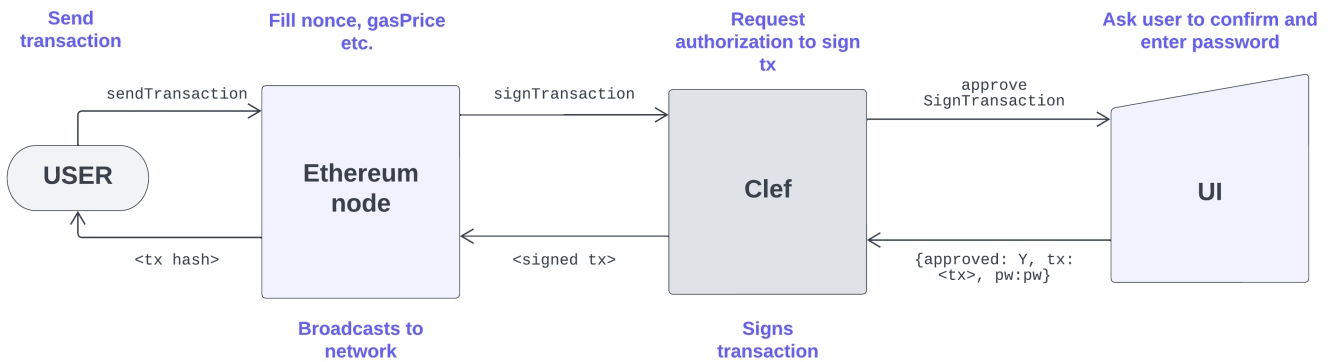 Send
transaction
Fill nonce, gasPrice
etc.
Request
authorization to sign
tx
Ask user to confirm and
enter password
sendTransaction
signTransaction
approve
SignTransaction
USER
Ethereum
node
Clef
UI
<tx hash>
<signed tx>
{approved: Y, tx:
<tx>, pw:pw}
Broadcasts to
network
Signs
transaction